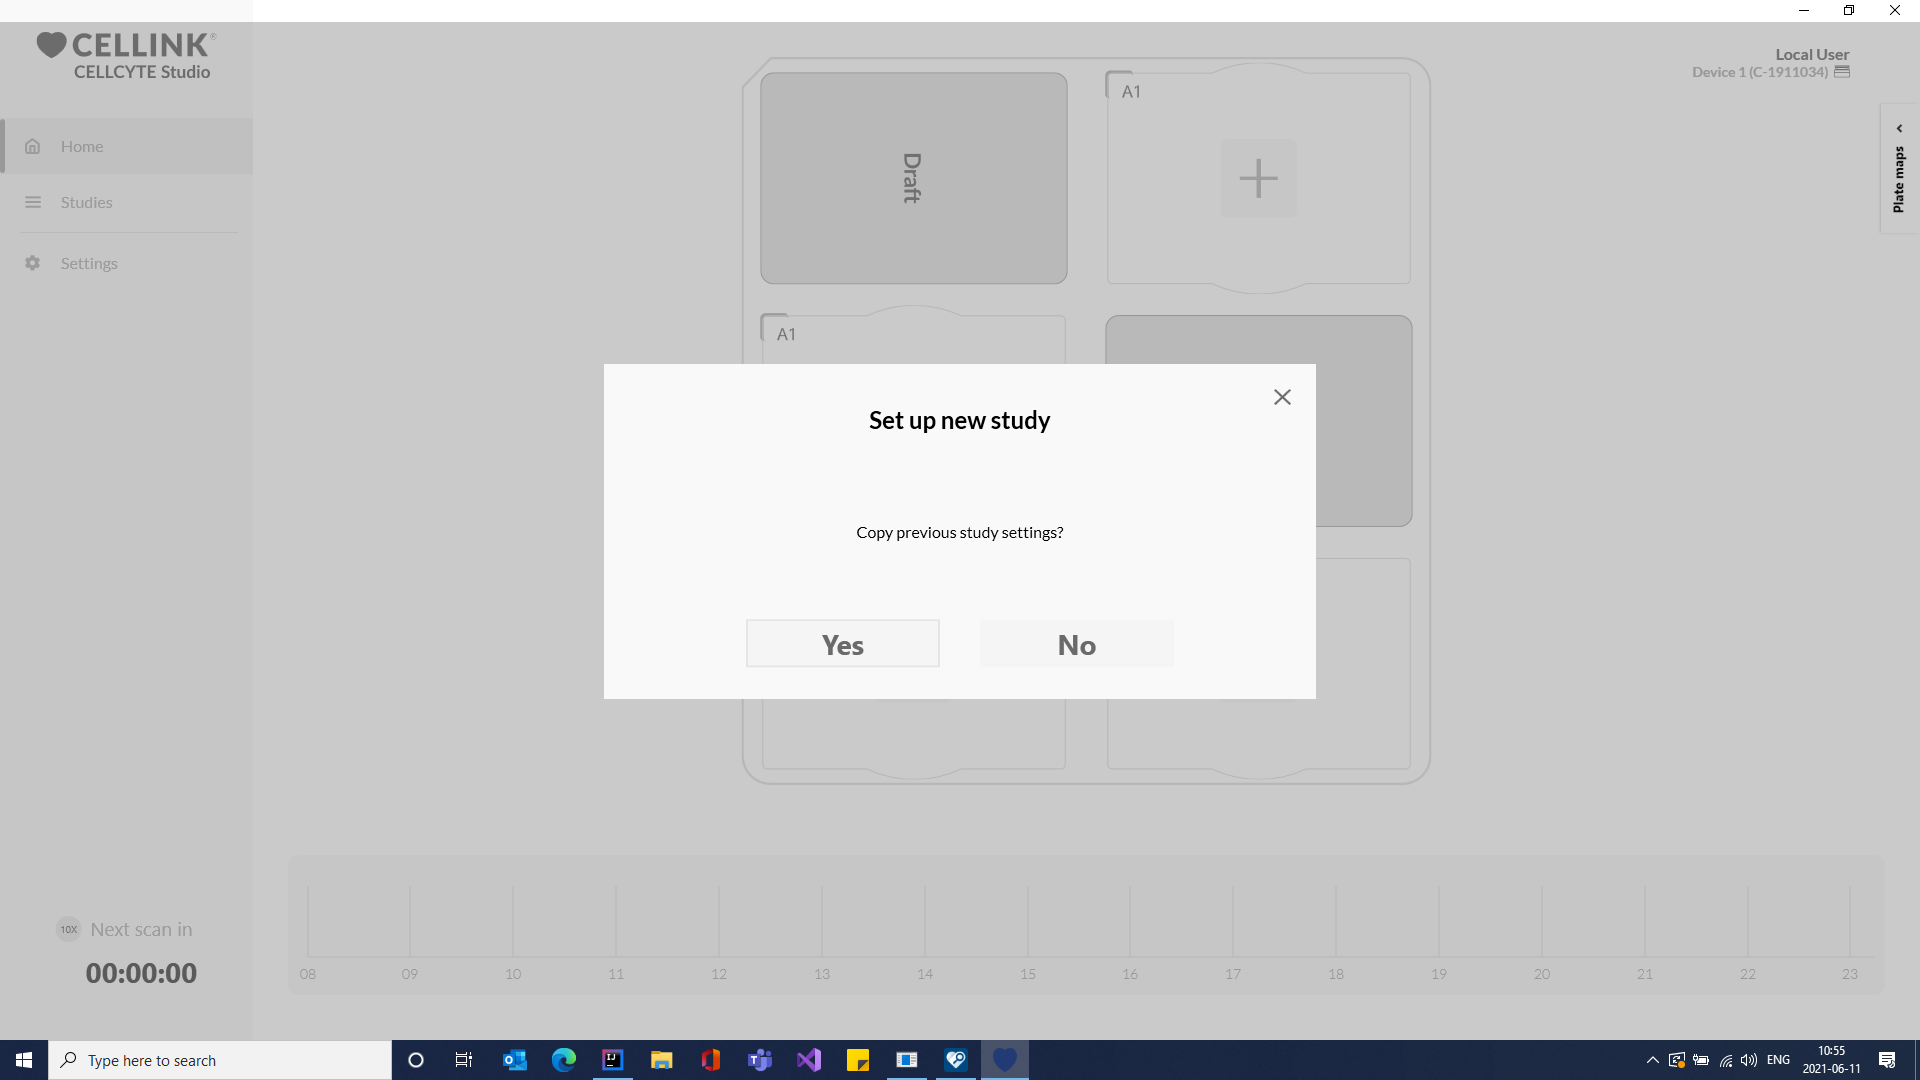 CELLINK®
CELLCYTE Studio
Local User
Device 1 (C-1911034)
Home
Studies
Settings
Draft
A1
A1
Plate maps
Set up new study
Copy previous study settings?
Yes
No
10X Next scan in
00:00:00
08 09 10 11 12 13 14 15 16 17 18 19 20 21 22 23
Type here to search
ENG
10:55
2021-06-11